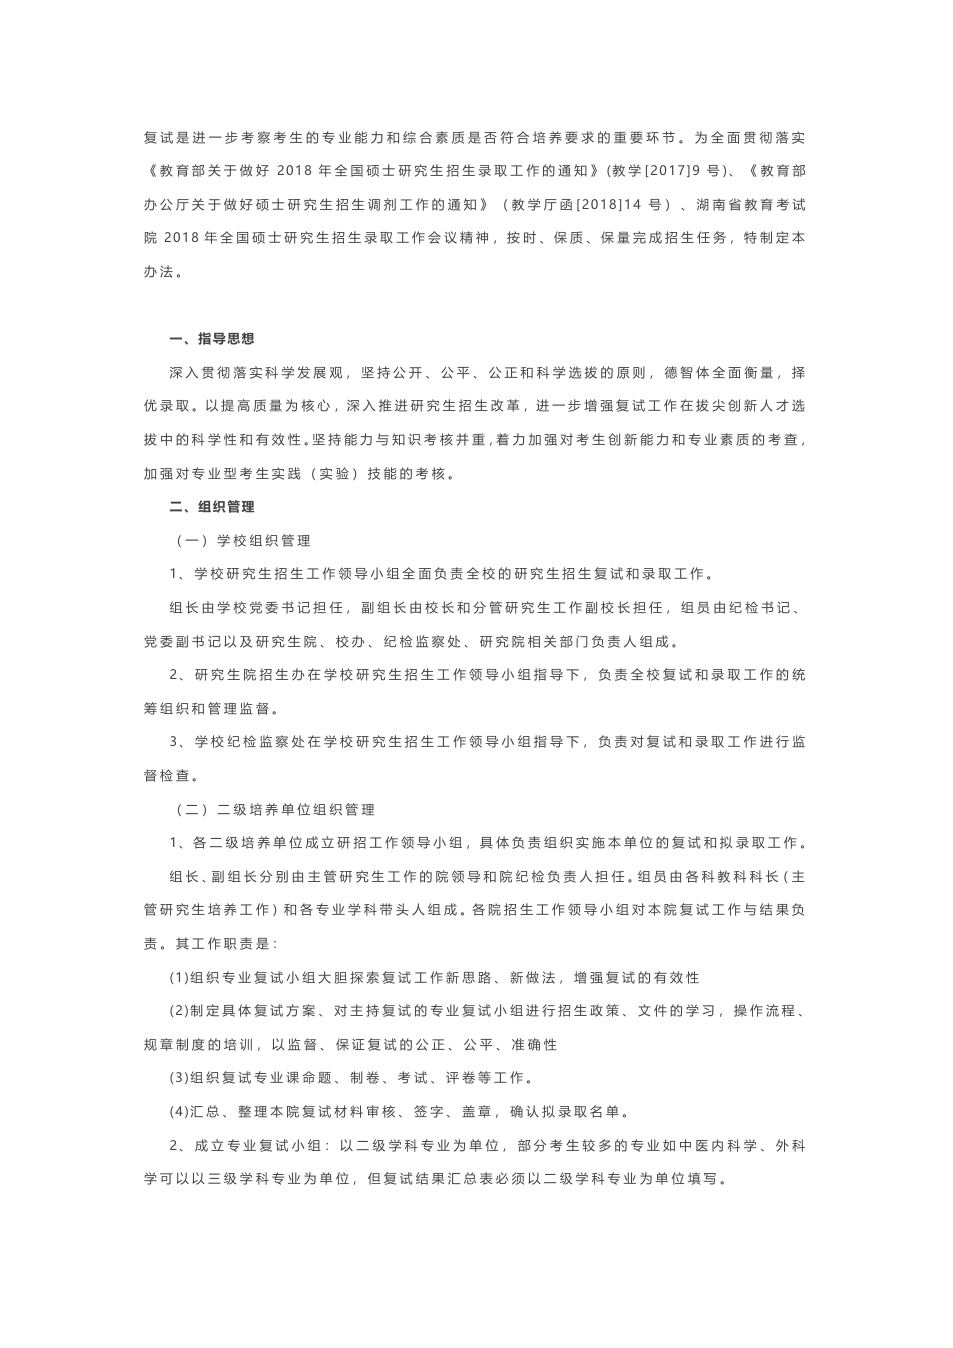 复试是进一步考察考生的专业能力和综合素质是否符合培养要求的重要环节。为全面贯彻落实
《教育部关于做好 2018 年全国硕士研究生招生录取工作的通知》(教学[2017]9 号)、《教育部
办公厅关于做好硕士研究生招生调剂工作的通知》（教学厅函[2018]14 号）、湖南省教育考试
院 2018 年全国硕士研究生招生录取工作会议精神，按时、保质、保量完成招生任务，特制定本
办法。
一、指导思想
深入贯彻落实科学发展观，坚持公开、公平、公正和科学选拔的原则，德智体全面衡量，择
优录取。以提高质量为核心，深入推进研究生招生改革，进一步增强复试工作在拔尖创新人才选
拔中的科学性和有效性。坚持能力与知识考核并重，着力加强对考生创新能力和专业素质的考查，
加强对专业型考生实践（实验）技能的考核。
二、组织管理
（一）学校组织管理
1、学校研究生招生工作领导小组全面负责全校的研究生招生复试和录取工作。
组长由学校党委书记担任，副组长由校长和分管研究生工作副校长担任，组员由纪检书记、
党委副书记以及研究生院、校办、纪检监察处、研究院相关部门负责人组成。
2、研究生院招生办在学校研究生招生工作领导小组指导下，负责全校复试和录取工作的统
筹组织和管理监督。
3、学校纪检监察处在学校研究生招生工作领导小组指导下，负责对复试和录取工作进行监
督检查。
（二）二级培养单位组织管理
1、各二级培养单位成立研招工作领导小组，具体负责组织实施本单位的复试和拟录取工作。
组长、副组长分别由主管研究生工作的院领导和院纪检负责人担任。组员由各科教科科长（主
管研究生培养工作）和各专业学科带头人组成。各院招生工作领导小组对本院复试工作与结果负
责。其工作职责是：
(1)组织专业复试小组大胆探索复试工作新思路、新做法，增强复试的有效性
(2)制定具体复试方案、对主持复试的专业复试小组进行招生政策、文件的学习，操作流程、
规章制度的培训，以监督、保证复试的公正、公平、准确性
(3)组织复试专业课命题、制卷、考试、评卷等工作。
(4)汇总、整理本院复试材料审核、签字、盖章，确认拟录取名单。
2、成立专业复试小组：以二级学科专业为单位，部分考生较多的专业如中医内科学、外科
学可以以三级学科专业为单位，但复试结果汇总表必须以二级学科专业为单位填写。